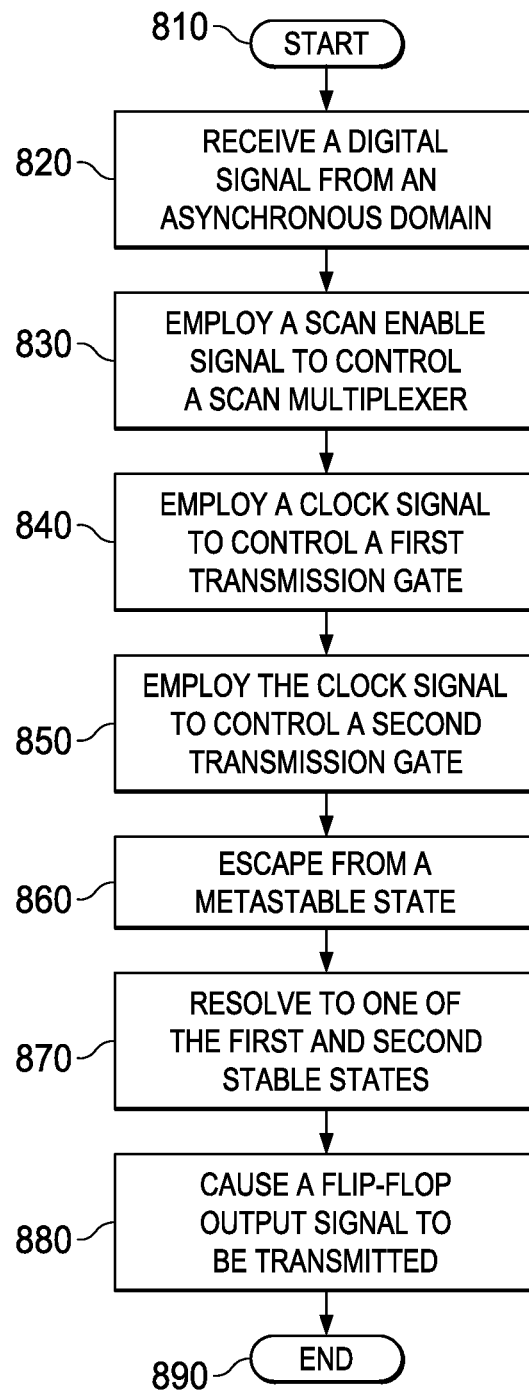 810
START
820
RECEIVE A DIGITAL
SIGNAL FROM AN
ASYNCHRONOUS DOMAIN
830
EMPLOY A SCAN ENABLE
SIGNAL TO CONTROL
A SCAN MULTIPLEXER
840
EMPLOY A CLOCK SIGNAL
TO CONTROL A FIRST
TRANSMISSION GATE
850
EMPLOY THE CLOCK SIGNAL
TO CONTROL A SECOND
TRANSMISSION GATE
860
ESCAPE FROM A
METASTABLE STATE
870
RESOLVE TO ONE OF
THE FIRST AND SECOND
STABLE STATES
880
CAUSE A FLIP-FLOP
OUTPUT SIGNAL TO
BE TRANSMITTED
890
END